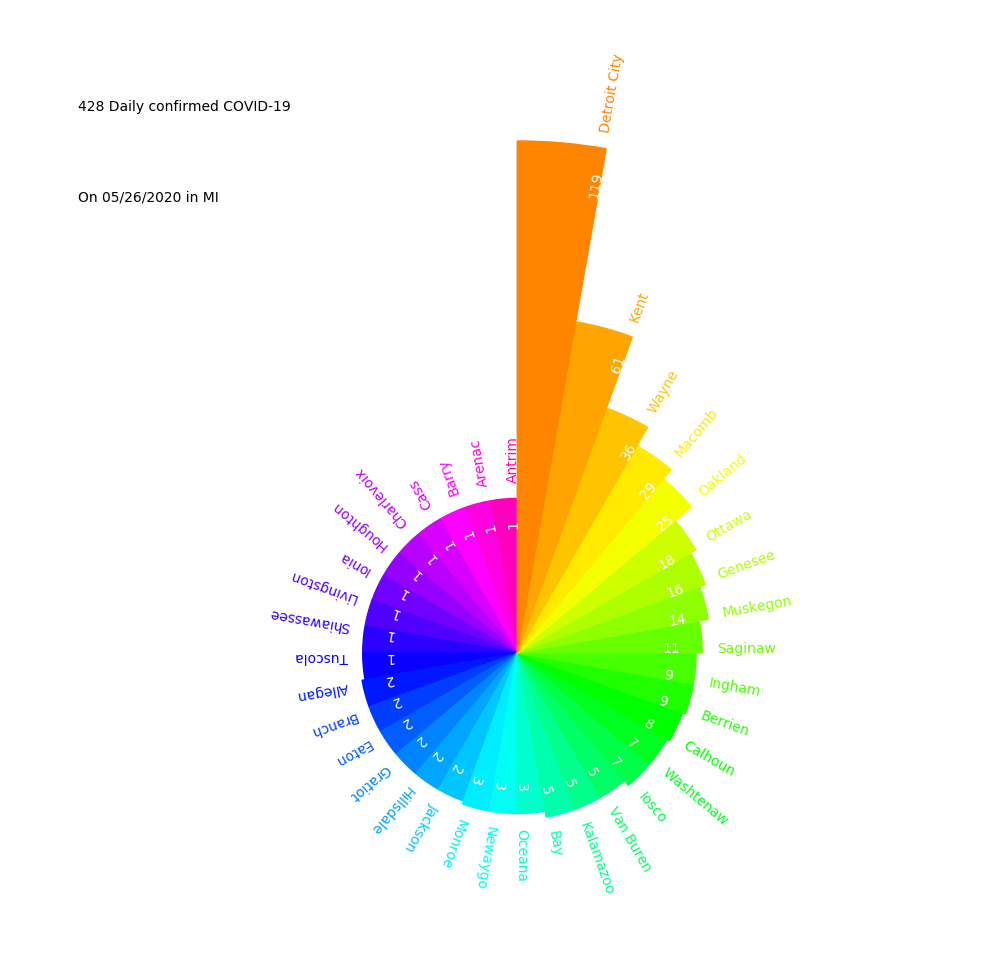 428 Daily confirmed COVID-19
On 05/26/2020 in MI
Detroit City
119
Kent
61
Wayne
36
Macomb
29
Oakland
25
Ottawa
18
Genesee
16
Muskegon
14
Saginaw
11
Ingham
9
Berrien
9
Calhoun
8
Washtenaw
7
Iosco
7
Van Buren
5
Kalamazoo
5
Bay
5
Oceana
3
Newaygo
3
Monroe
3
Jackson
2
Hillsdale
2
Gratiot
2
Eaton
2
Branch
2
Allegan
2
Tuscola
1
Shiawassee
1
Livingston
1
Ionia
1
Houghton
1
Charlevoix
1
Cass
1
Barry
1
Arenac
1
Antrim
1